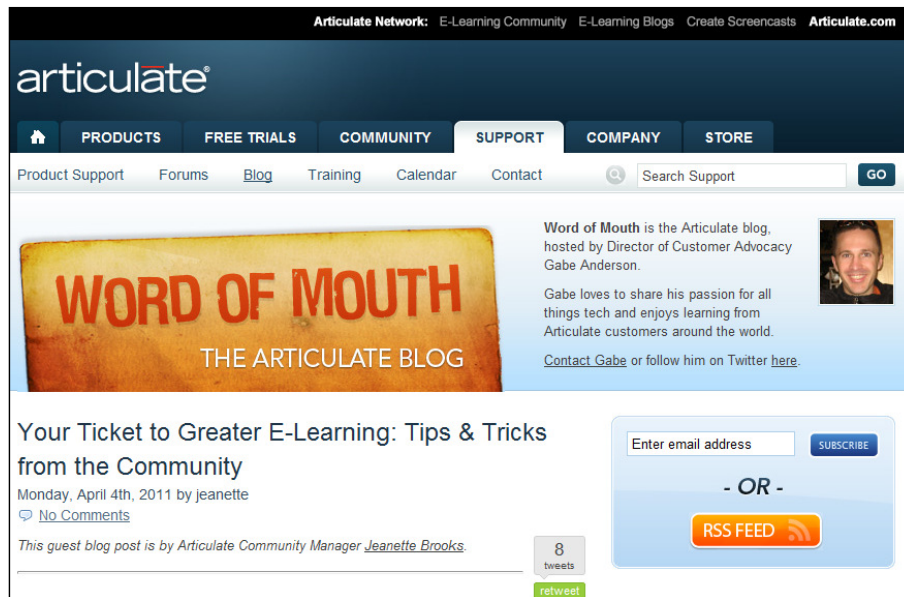 Articulate Network: E-Learning Community E-Learning Blogs Create Screencasts Articulate.com
articulate®
PRODUCTS FREE TRIALS COMMUNITY SUPPORT COMPANY STORE
Product Support Forums Blog Training Calendar Contact Search Support GO
WORD OF MOUTH
THE ARTICULATE BLOG
Word of Mouth is the Articulate blog,
hosted by Director of Customer Advocacy
Gabe Anderson.
Gabe loves to share his passion for all
things tech and enjoys learning from
Articulate customers around the world.
Contact Gabe or follow him on Twitter here.
Your Ticket to Greater E-Learning: Tips & Tricks
from the Community
Monday, April 4th, 2011 by jeanette
No Comments
This guest blog post is by Articulate Community Manager Jeanette Brooks.
8
tweets
retweet
Enter email address SUBSCRIBE
- OR -
RSS FEED